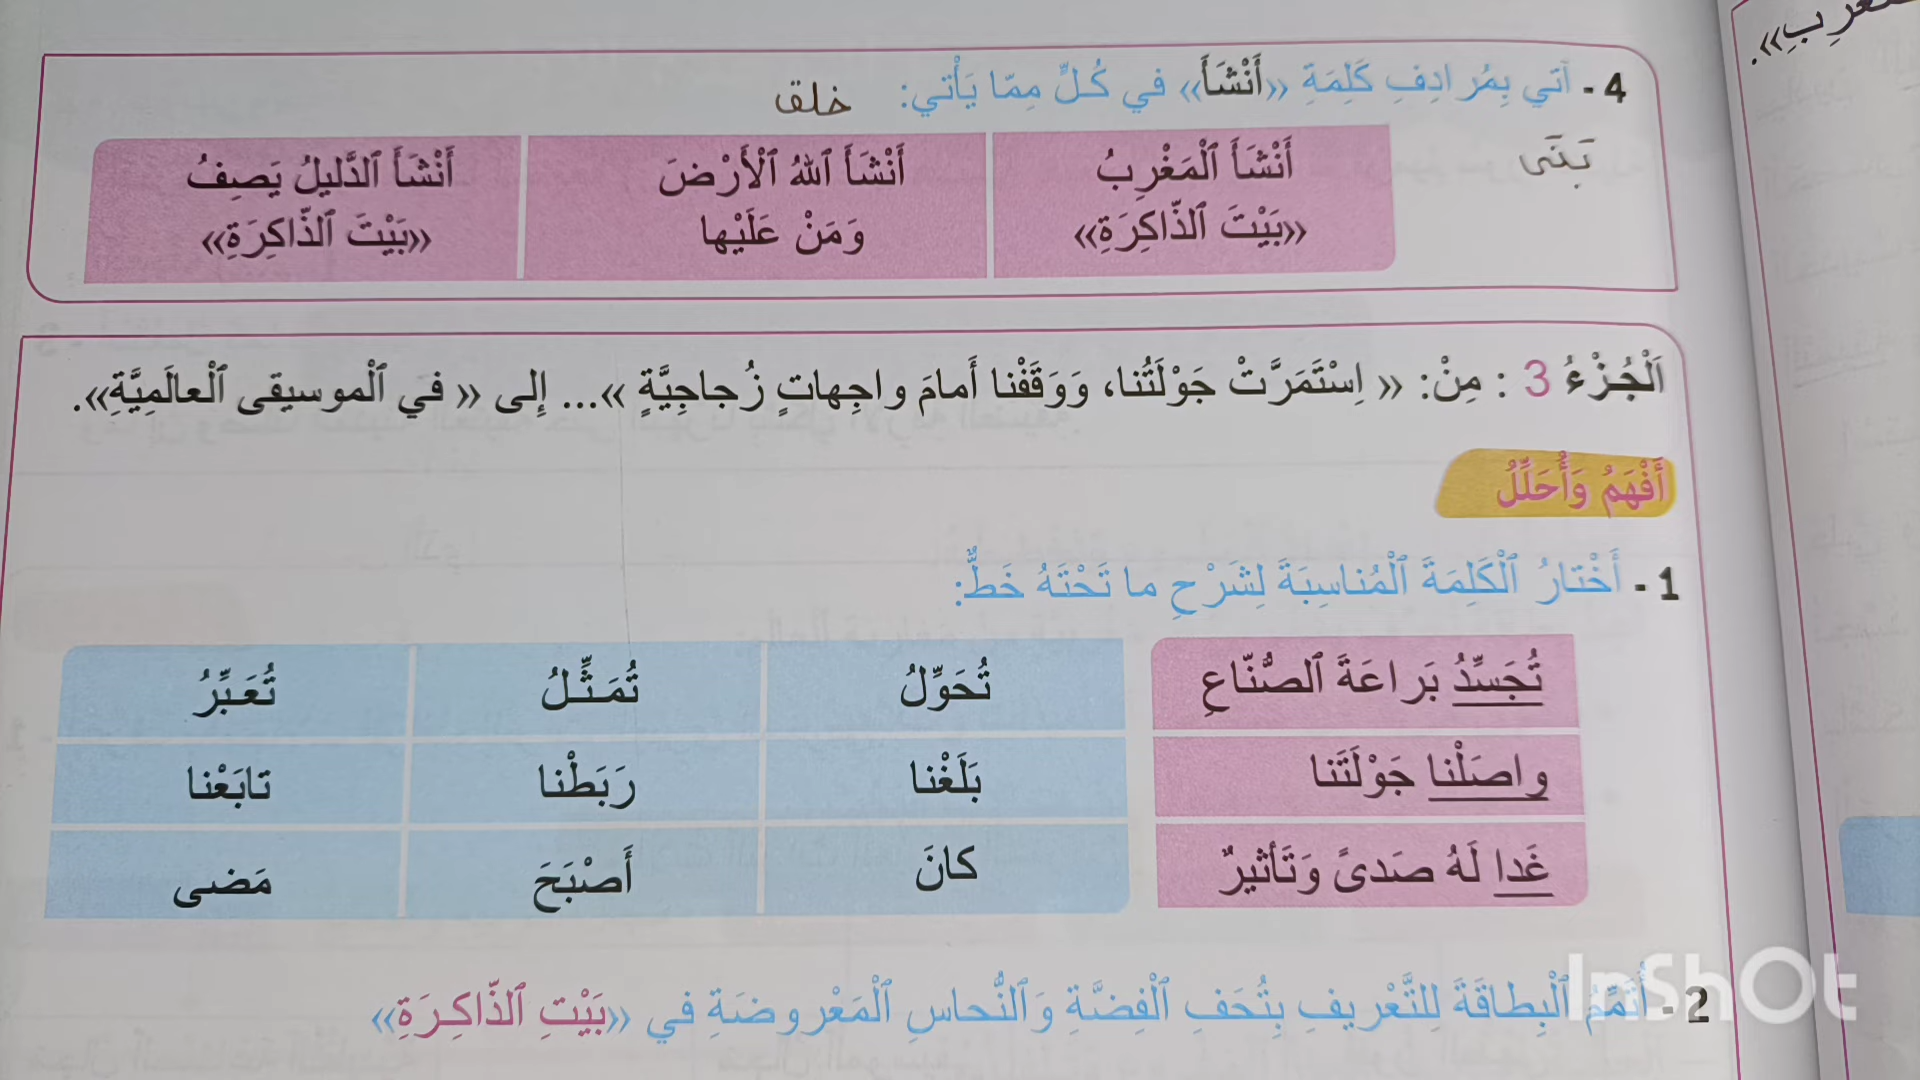 4 - آتي بِمُرادِفِ كَلِمَةِ «أَنْشَأَ» في كُلٍّ مِمّا يَأْتي:
خلق
بَنَى
أَنْشَأَ ٱلْمَغْرِبُ «بَيْتَ ٱلذّاكِرَةِ»
أَنْشَأَ ٱللهُ ٱلْأَرْضَ وَمَنْ عَلَيْها
أَنْشَأَ ٱلدَّليلُ يَصِفُ «بَيْتَ ٱلذّاكِرَةِ»
اَلْجُزْءُ 3 : مِنْ: « اِسْتَمَرَّتْ جَوْلَتُنا، وَوَقَفْنا أَمامَ واجِهاتٍ زُجاجِيَّةٍ »... إِلى « في ٱلْموسيقى ٱلْعالَمِيَّةِ».
أَفْهَمُ وَأُحَلِّلُ
1 - أَخْتارُ ٱلْكَلِمَةَ ٱلْمُناسِبَةَ لِشَرْحِ ما تَحْتَهُ خَطٌّ:
تُجَسِّدُ بَراعَةَ ٱلصُّنّاعِ تُحَوِّلُ تُمَثِّلُ تُعَبِّرُ
واصَلْنا جَوْلَتَنا بَلَغْنا رَبَطْنا تابَعْنا
غَدا لَهُ صَدىً وَتَأثيرٌ كانَ أَصْبَحَ مَضى
2 - أُتَمِّمُ ٱلْبِطاقَةَ لِلتَّعْريفِ بِتُحَفِ ٱلْفِضَّةِ وَٱلنُّحاسِ ٱلْمَعْروضَةِ في «بَيْتِ ٱلذّاكِرَةِ»
InShOt